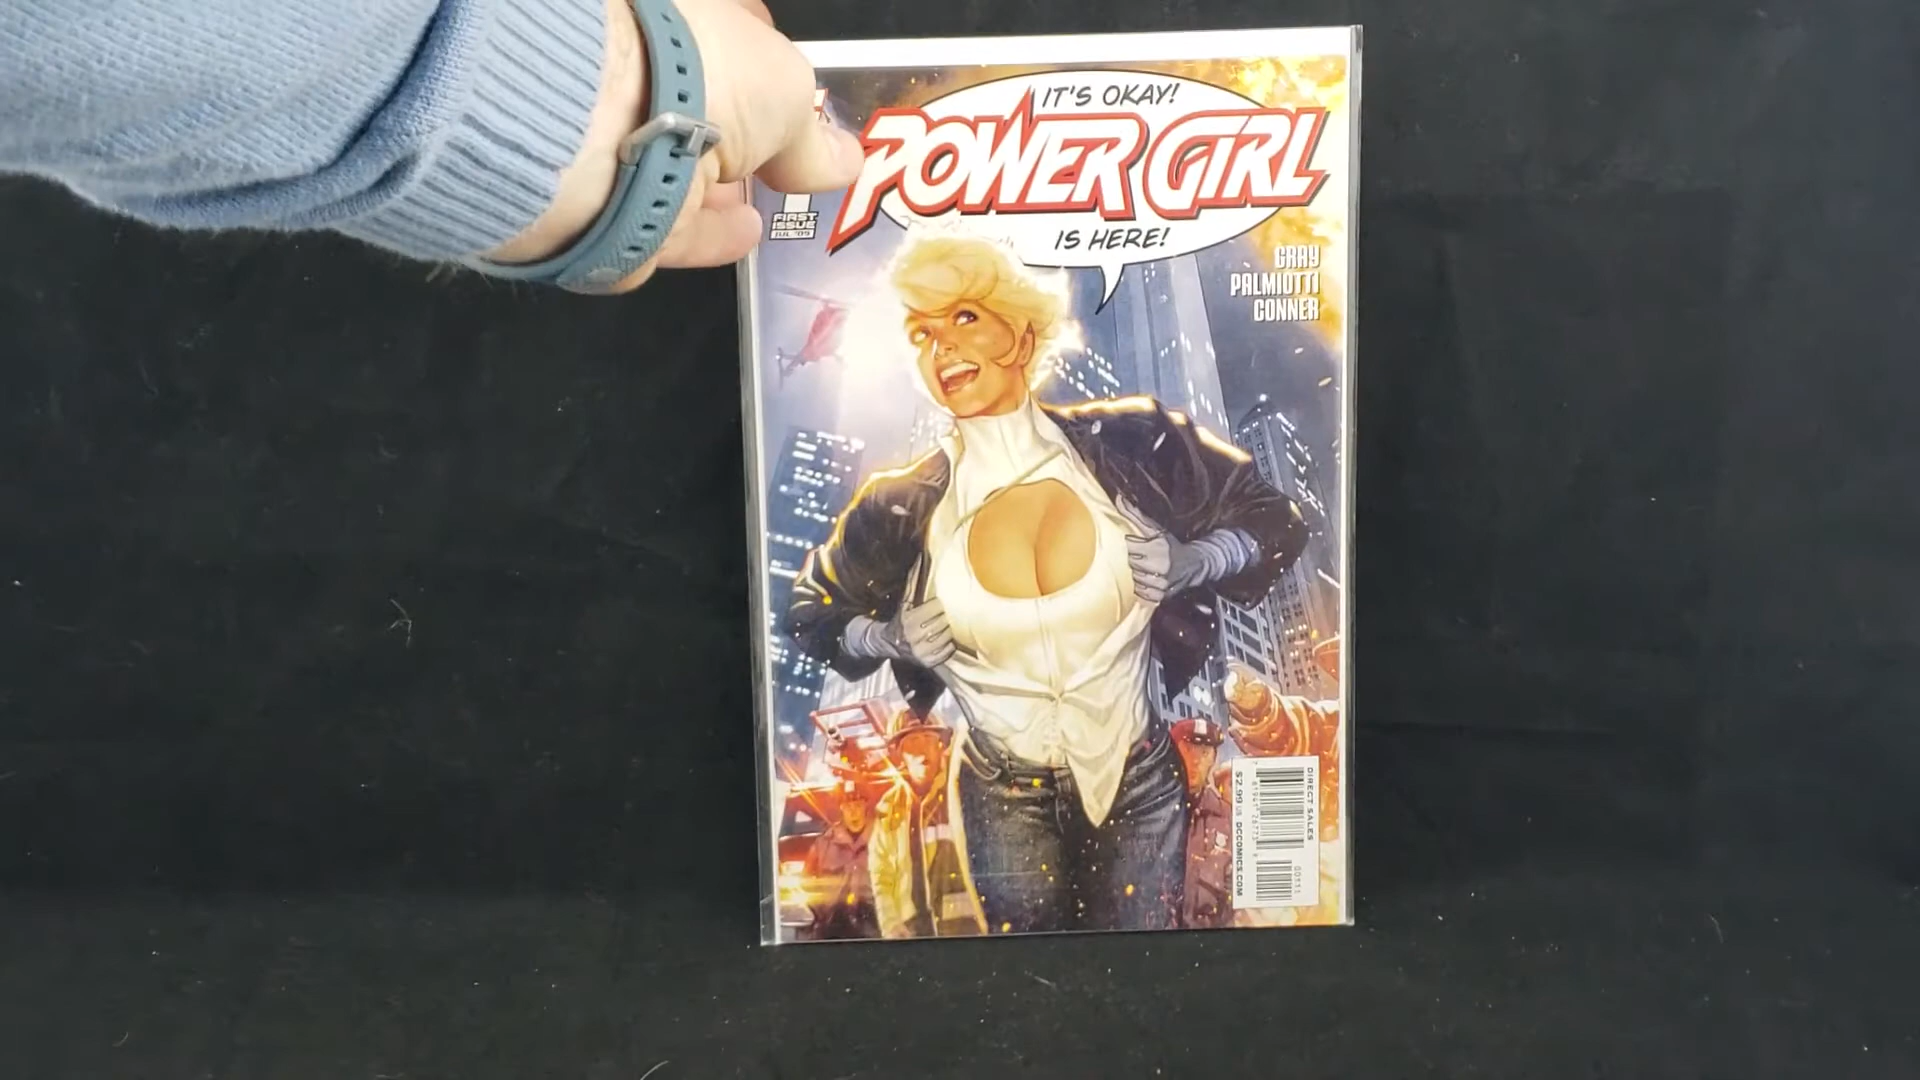 IT'S OKAY!
POWER GIRL
IS HERE!
FIRST
ISSUE
JUL '09
GRAY
PALMIOTTI
CONNER
DIRECT SALES
$2.99 US DCCOMICS.COM
00111